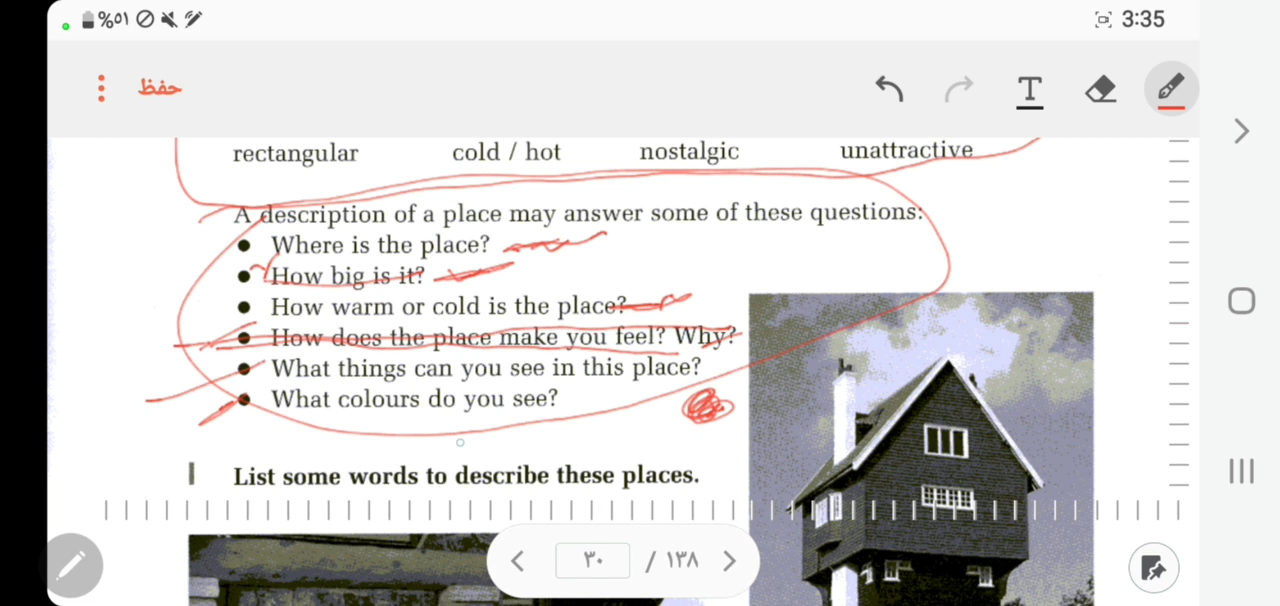 %٥١ 3:35
حفظ T
rectangular cold / hot nostalgic unattractive
A description of a place may answer some of these questions:
● Where is the place?
● How big is it?
● How warm or cold is the place?
● How does the place make you feel? Why?
● What things can you see in this place?
● What colours do you see?
List some words to describe these places.
٣٠ / ١٣٨